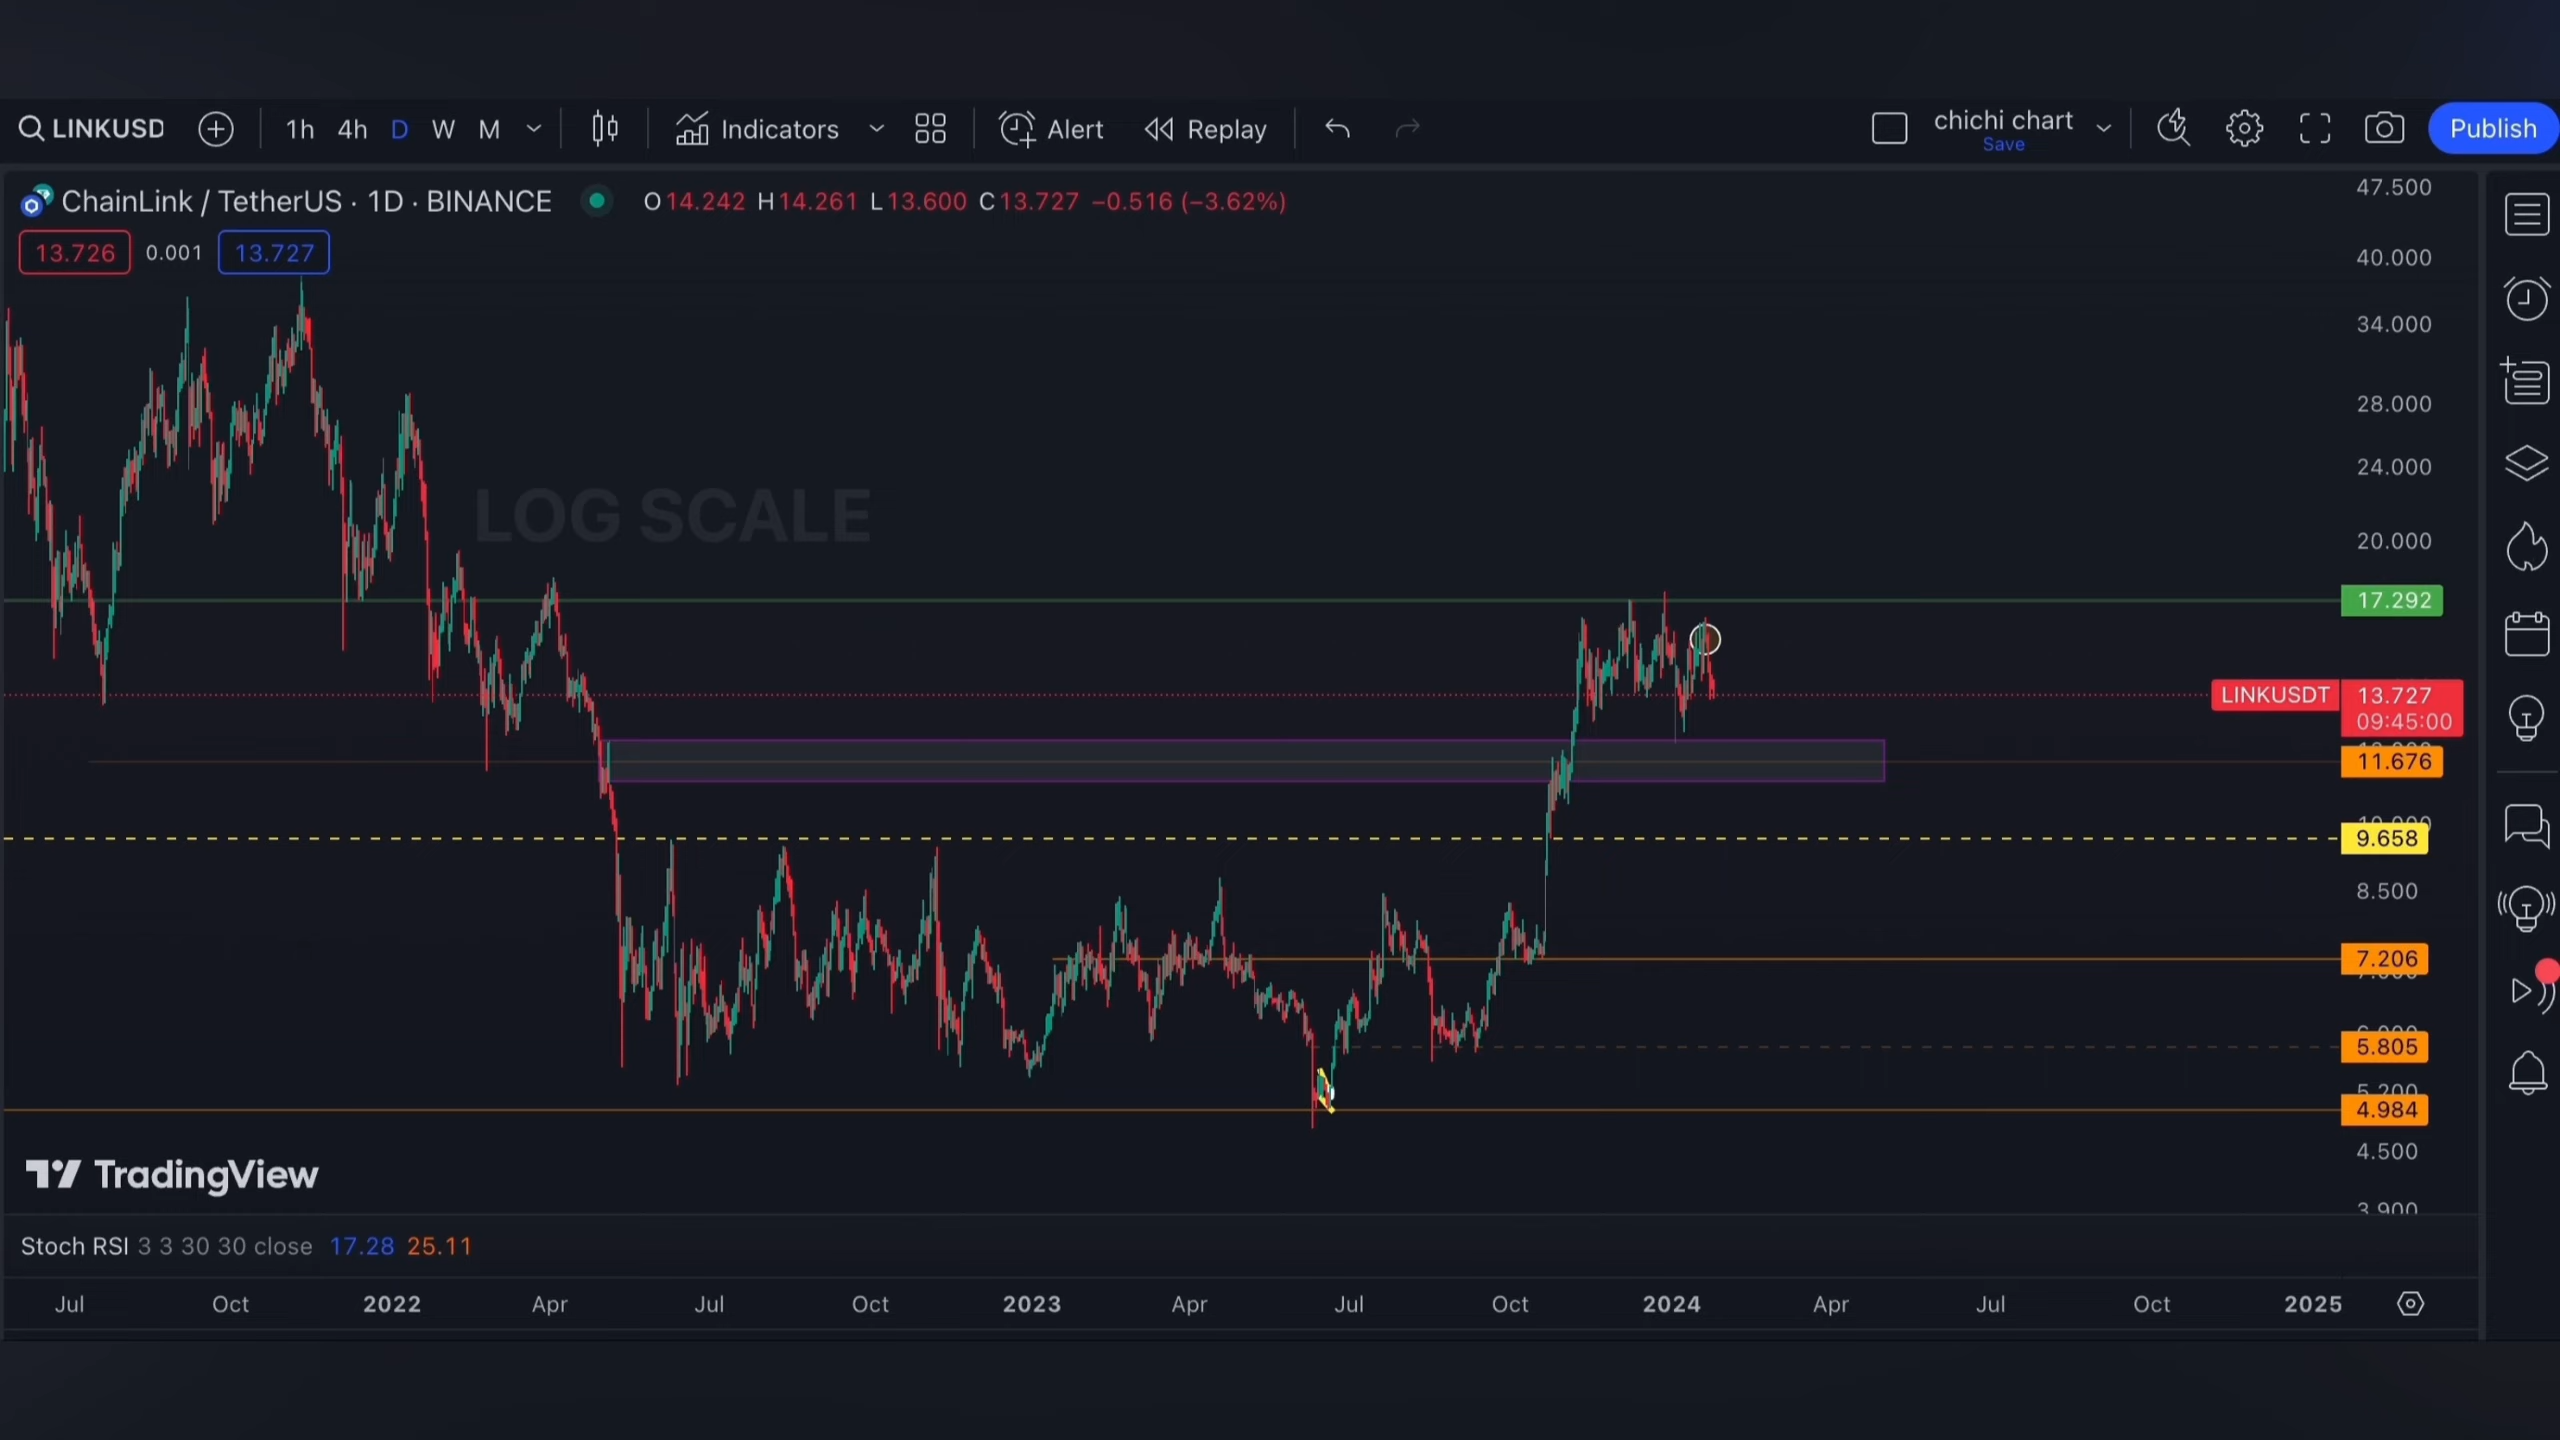 LINKUSD 1h 4h D W M Indicators Alert Replay chichi chart Publish
Save
ChainLink / TetherUS · 1D · BINANCE O14.242 H14.261 L13.600 C13.727 −0.516 (−3.62%)
13.726 0.001 13.727
47.500
40.000
34.000
28.000
24.000
LOG SCALE
20.000
17.292
LINKUSDT 13.727
09:45:00
11.676
9.658
8.500
7.206
5.805
5.200
4.984
4.500
3.900
TradingView
Stoch RSI 3 3 30 30 close 17.28 25.11
Jul Oct 2022 Apr Jul Oct 2023 Apr Jul Oct 2024 Apr Jul Oct 2025